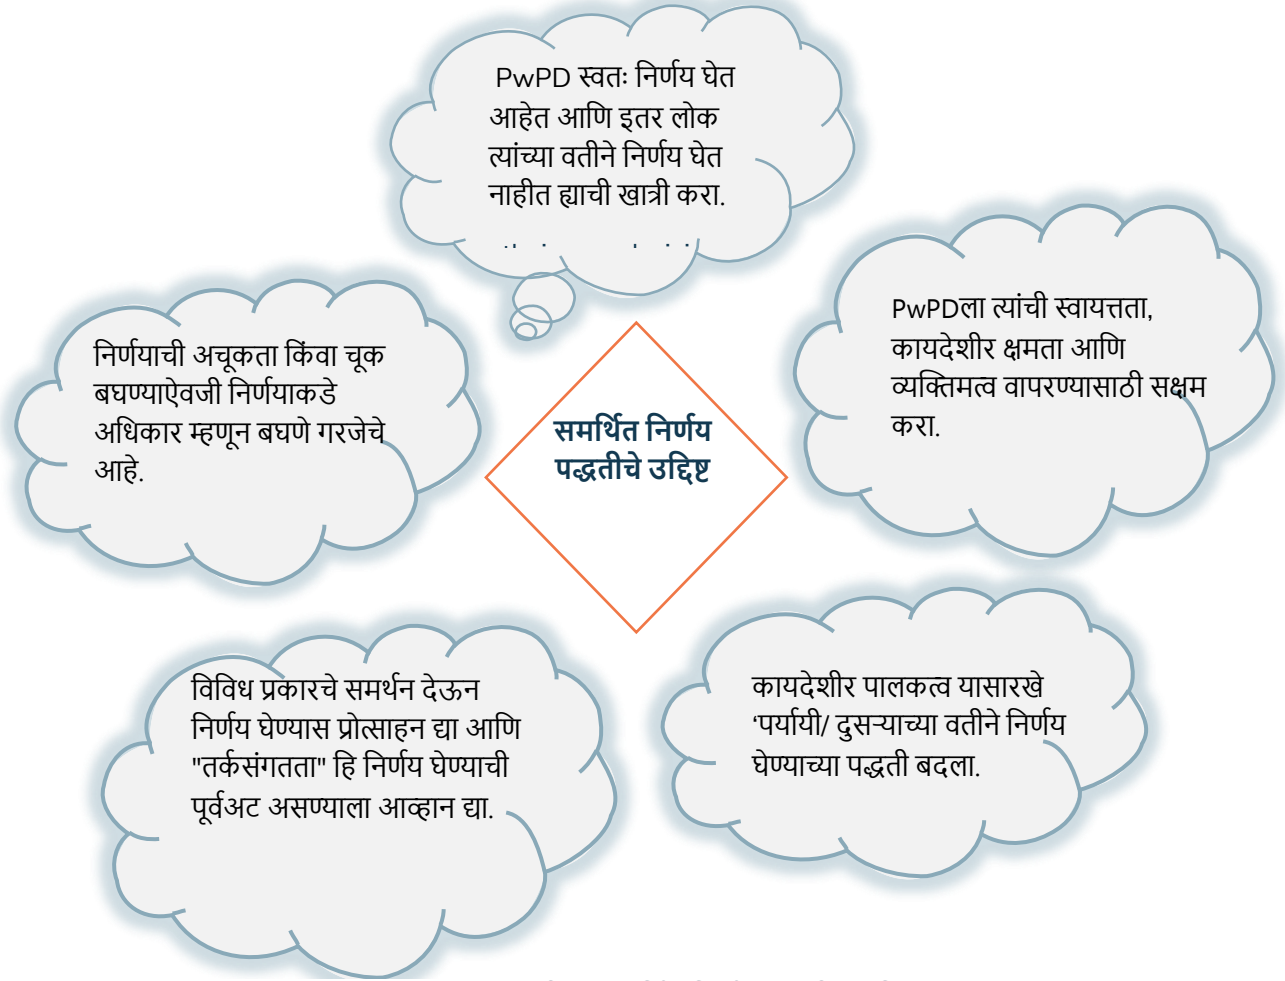 PwPD स्वतः निर्णय घेत
आहेत आणि इतर लोक
त्यांच्या वतीने निर्णय घेत
नाहीत ह्याची खात्री करा.
PwPDला त्यांची स्वायत्तता,
कायदेशीर क्षमता आणि
व्यक्तिमत्व वापरण्यासाठी सक्षम
करा.
निर्णयाची अचूकता किंवा चूक
बघण्याऐवजी निर्णयाकडे
अधिकार म्हणून बघणे गरजेचे
आहे.
समर्थित निर्णय
पद्धतीचे उद्दिष्ट
विविध प्रकारचे समर्थन देऊन
निर्णय घेण्यास प्रोत्साहन द्या आणि
"तर्कसंगतता" हि निर्णय घेण्याची
पूर्वअट असण्याला आव्हान द्या.
कायदेशीर पालकत्व यासारखे
‘पर्यायी/ दुसऱ्याच्या वतीने निर्णय
घेण्याच्या पद्धती बदला.